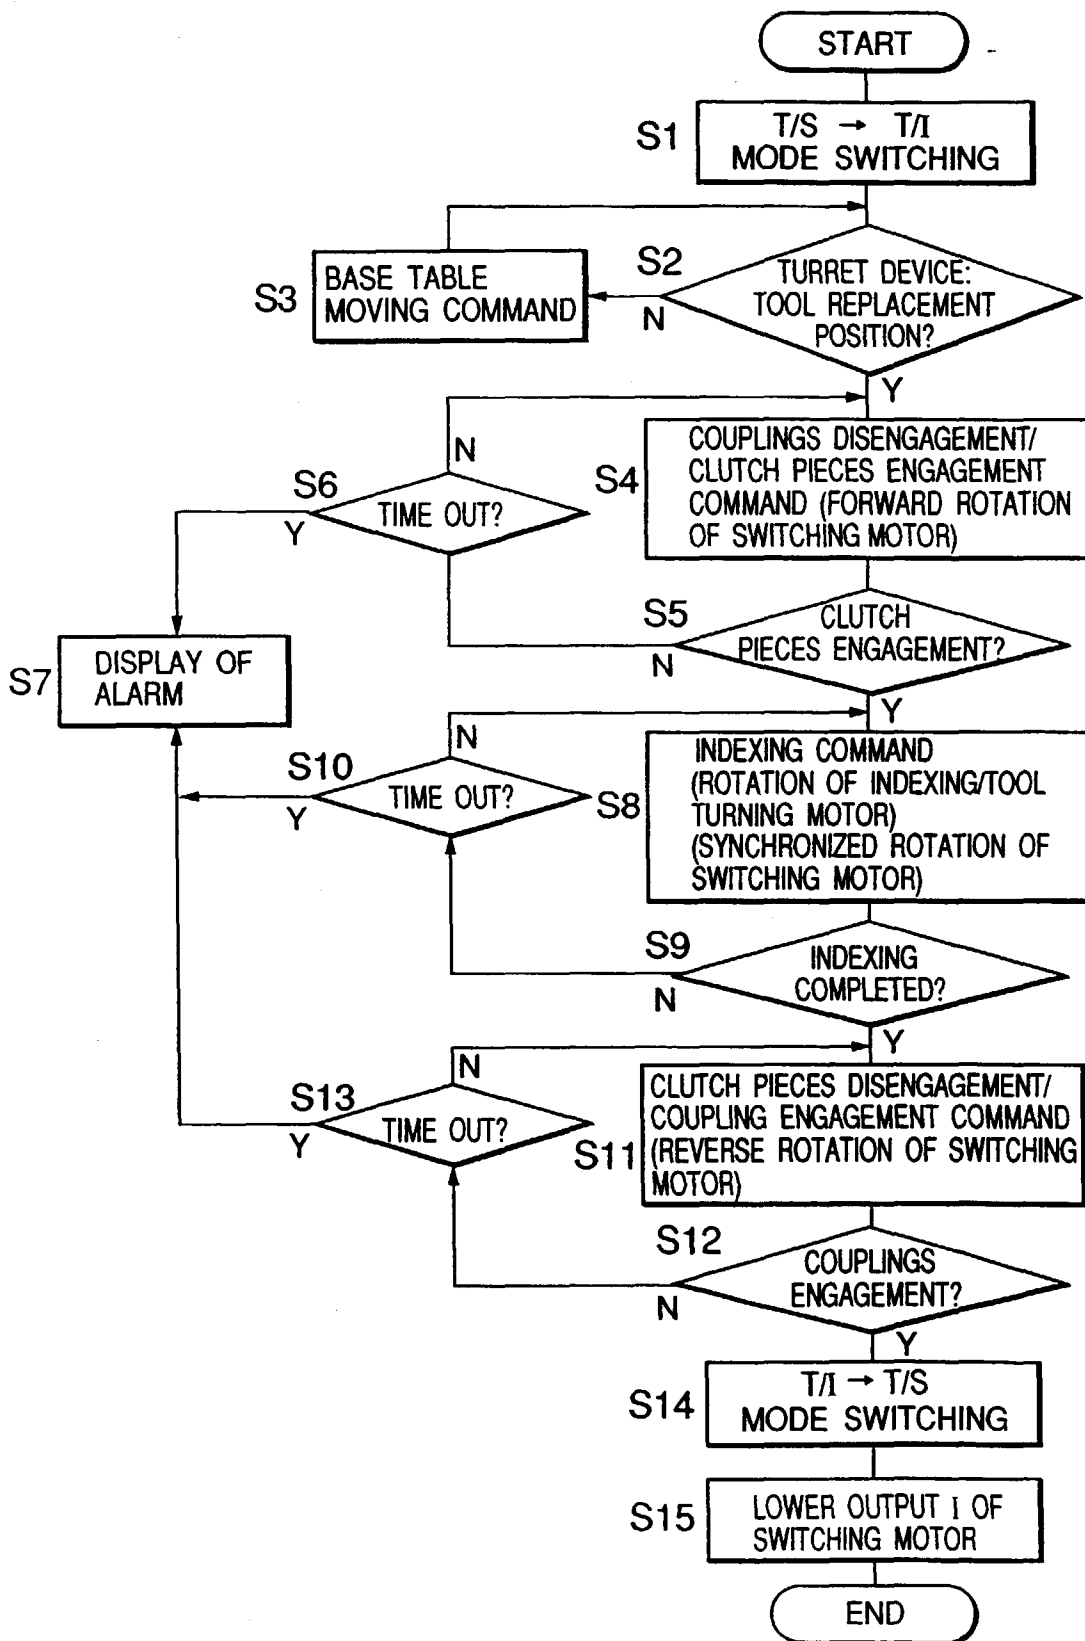 START
S1
T/S → T/I
MODE SWITCHING
S2
TURRET DEVICE:
TOOL REPLACEMENT
POSITION?
N
Y
S3
BASE TABLE
MOVING COMMAND
S4
COUPLINGS DISENGAGEMENT/
CLUTCH PIECES ENGAGEMENT
COMMAND (FORWARD ROTATION
OF SWITCHING MOTOR)
N
S6
TIME OUT?
Y
S5
CLUTCH
PIECES ENGAGEMENT?
N
Y
S7
DISPLAY OF
ALARM
N
S10
TIME OUT?
Y
S8
INDEXING COMMAND
(ROTATION OF INDEXING/TOOL
TURNING MOTOR)
(SYNCHRONIZED ROTATION OF
SWITCHING MOTOR)
S9
INDEXING
COMPLETED?
N
Y
N
S13
TIME OUT?
Y
S11
CLUTCH PIECES DISENGAGEMENT/
COUPLING ENGAGEMENT COMMAND
(REVERSE ROTATION OF SWITCHING
MOTOR)
S12
COUPLINGS
ENGAGEMENT?
N
Y
S14
T/I → T/S
MODE SWITCHING
S15
LOWER OUTPUT I OF
SWITCHING MOTOR
END